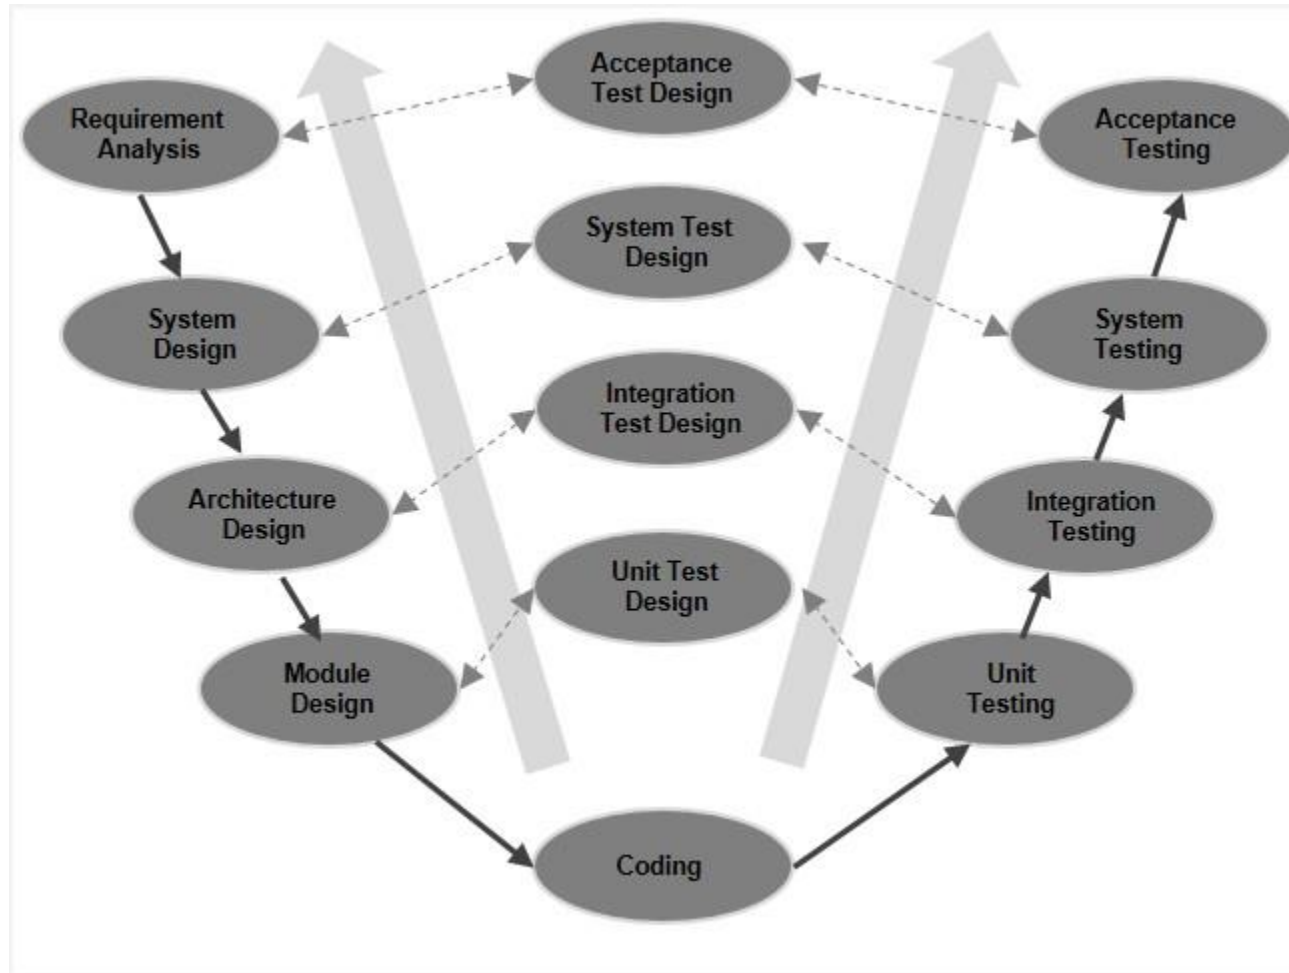 Acceptance
Test Design
Requirement
Analysis
Acceptance
Testing
System Test
Design
System
Design
System
Testing
Integration
Test Design
Architecture
Design
Integration
Testing
Unit Test
Design
Module
Design
Unit
Testing
Coding